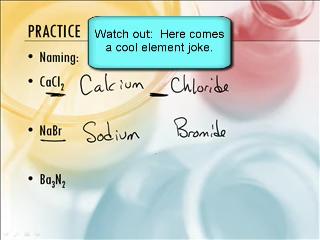 PRACTICE
Watch out: Here comes
a cool element joke.
• Naming:
• CaCl₂ Calcium Chloride
• NaBr Sodium Bromide
• Ba₃N₂